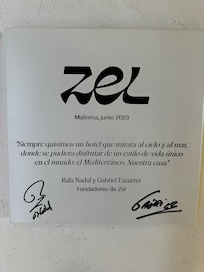 zel
Mallorca, junio 2023
"Siempre quisimos un hotel que mirara al cielo y al mar,
donde se pudiera disfrutar de un estilo de vida único
en el mundo: el Mediterráneo. Nuestra casa"
Rafa Nadal y Gabriel Escarrer
Fundadores de Zel